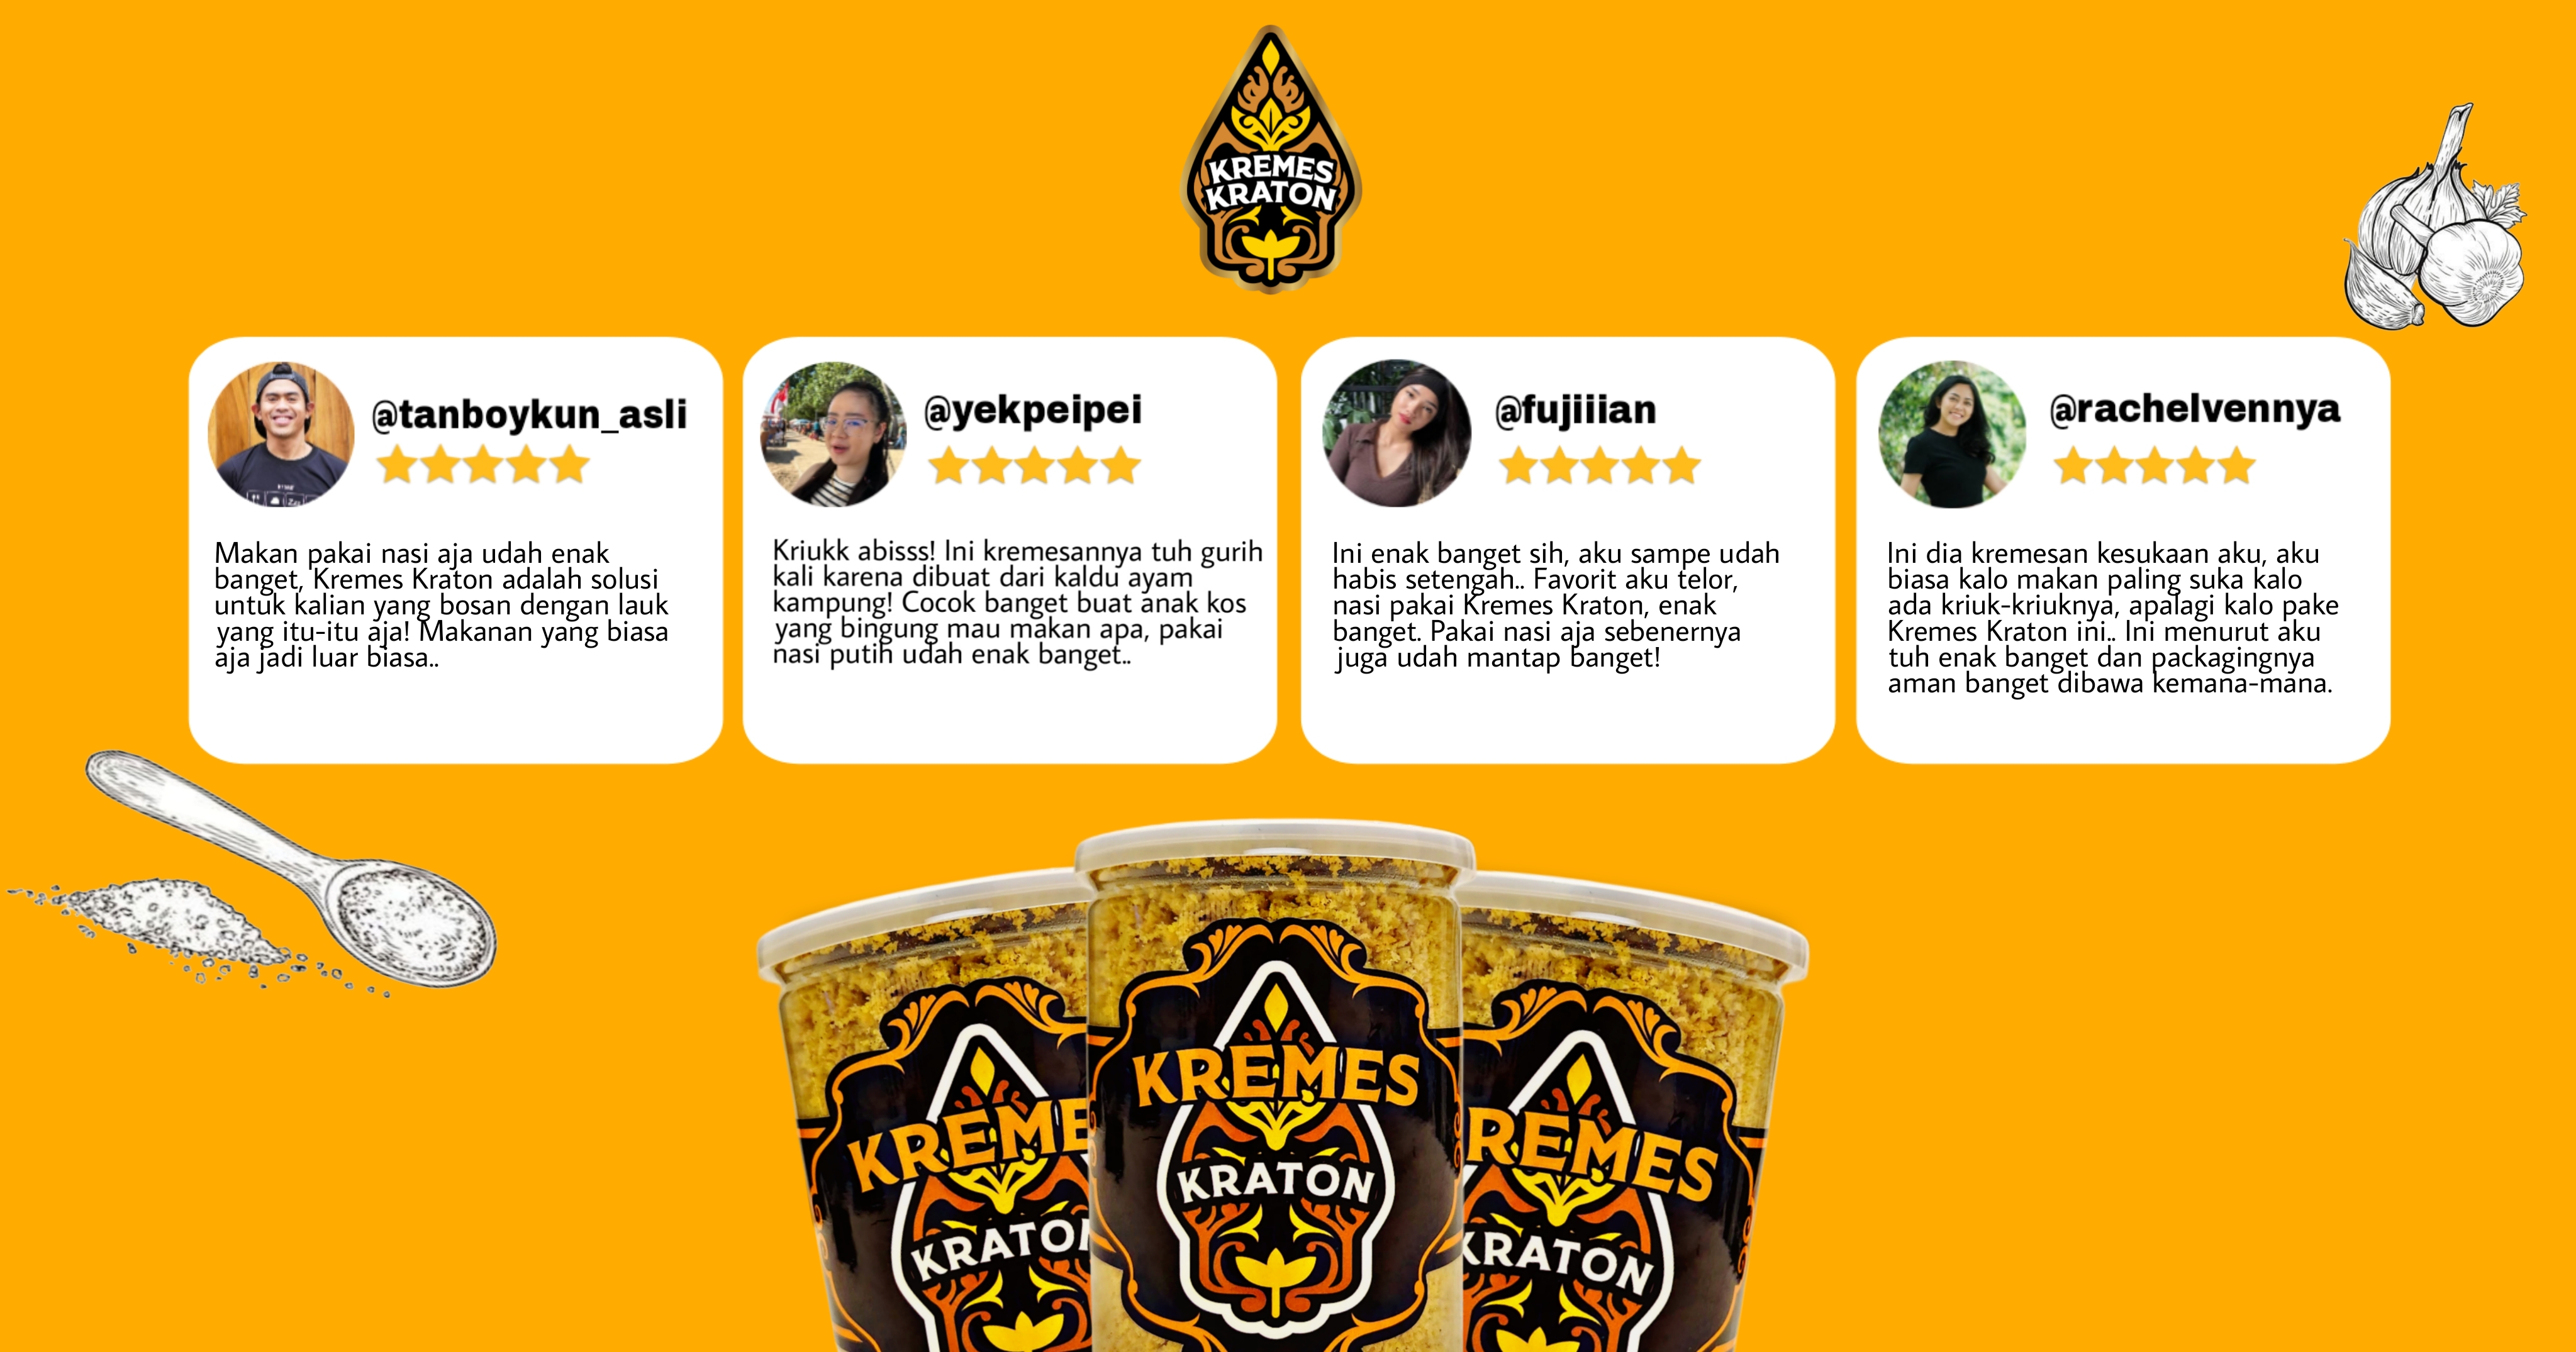 KREMES
KRATON
@tanboykun_asli
Makan pakai nasi aja udah enak
banget, Kremes Kraton adalah solusi
untuk kalian yang bosan dengan lauk
yang itu-itu aja! Makanan yang biasa
aja jadi luar biasa..
@yekpeipei
Kriukk abisss! Ini kremesannya tuh gurih
kali karena dibuat dari kaldu ayam
kampung! Cocok banget buat anak kos
yang bingung mau makan apa, pakai
nasi putih udah enak banget..
@fujiiian
Ini enak banget sih, aku sampe udah
habis setengah.. Favorit aku telor,
nasi pakai Kremes Kraton, enak
banget. Pakai nasi aja sebenernya
juga udah mantap banget!
@rachelvennya
Ini dia kremesan kesukaan aku, aku
biasa kalo makan paling suka kalo
ada kriuk-kriuknya, apalagi kalo pake
Kremes Kraton ini.. Ini menurut aku
tuh enak banget dan packagingnya
aman banget dibawa kemana-mana.
KREME
KRATON
KREMES
KRATON
REMES
KRATON